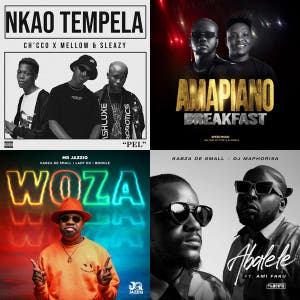 NKAO TEMPELA
CH'CCO X MELLOW & SLEAZY
"PEL"
AMAPIANO
BREAKFAST
MR JAZZIQ
KABZA DE SMALL | LADY DU | BOOHLE
WOZA
KABZA DE SMALL + DJ MAPHORISA
Abalele
FT. AMI FAKU